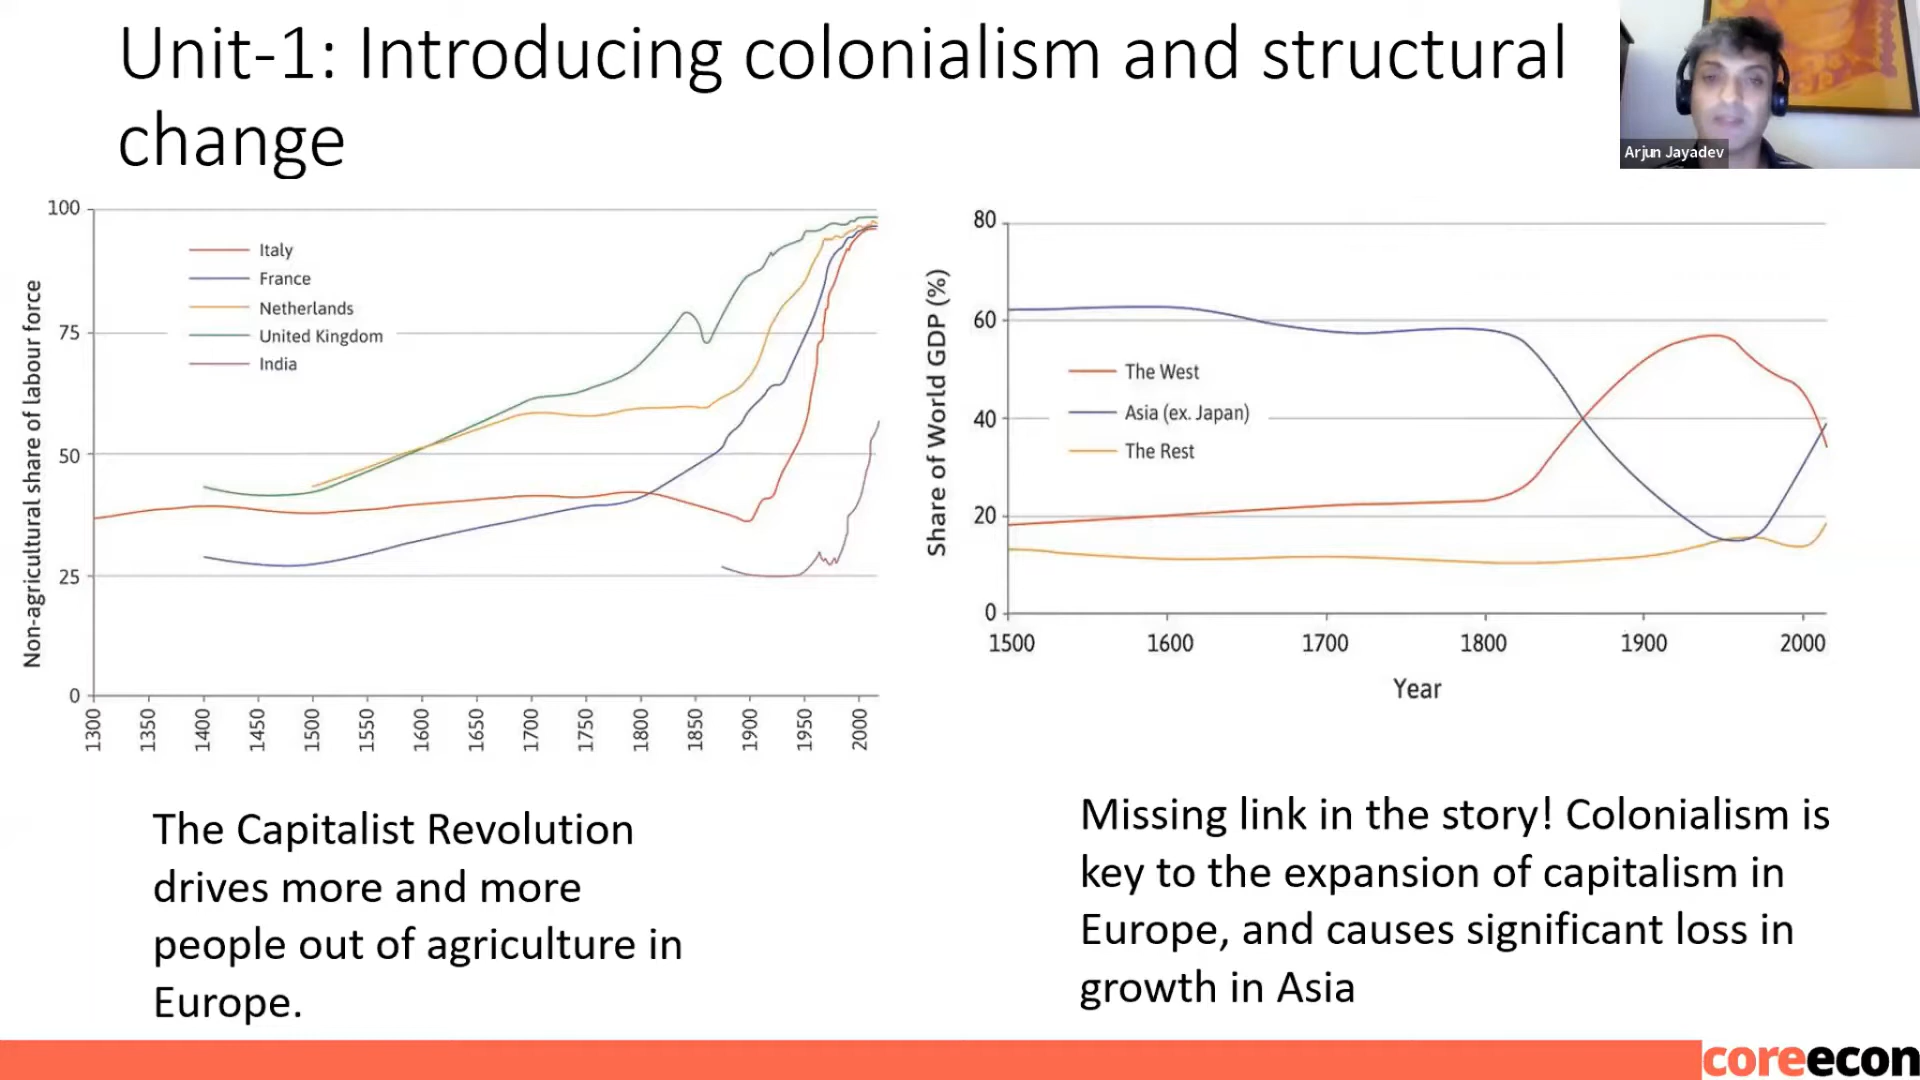 Unit-1: Introducing colonialism and structural
change
Arjun Jayadev
Non-agricultural share of labour force
100
75
50
25
0
Italy
France
Netherlands
United Kingdom
India
1300
1350
1400
1450
1500
1550
1600
1650
1700
1750
1800
1850
1900
1950
2000
Share of World GDP (%)
80
60
40
20
0
The West
Asia (ex. Japan)
The Rest
1500
1600
1700
1800
1900
2000
Year
The Capitalist Revolution
drives more and more
people out of agriculture in
Europe.
Missing link in the story! Colonialism is
key to the expansion of capitalism in
Europe, and causes significant loss in
growth in Asia
coreecon